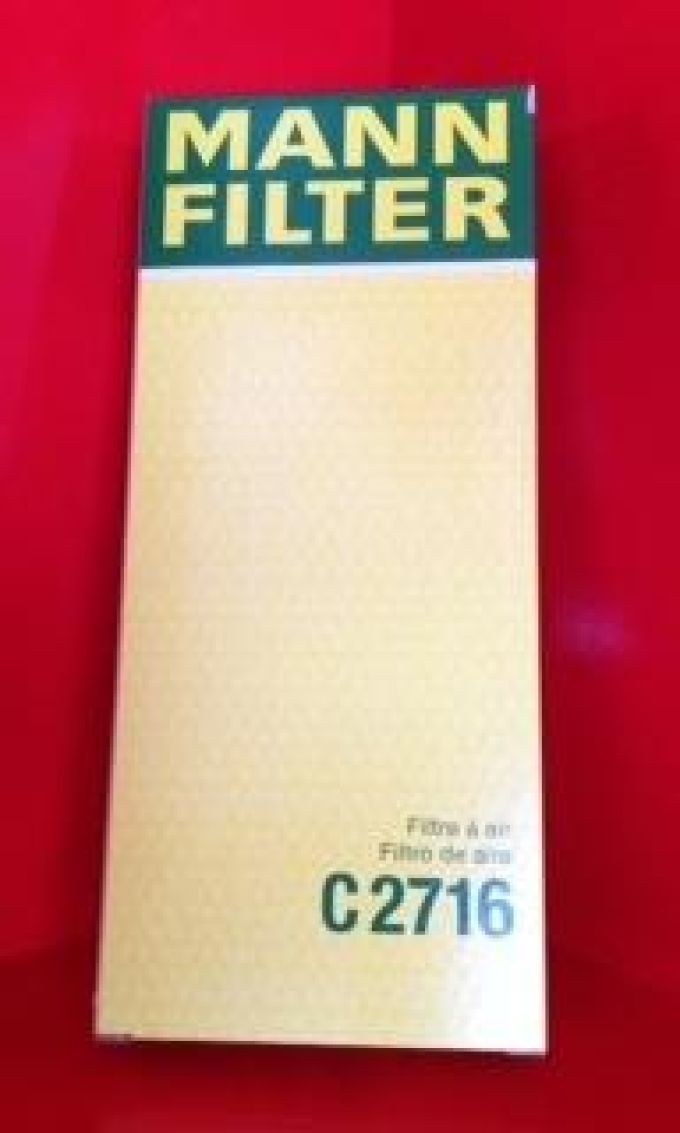 MANN
FILTER
Filtre à air
Filtro de aire
C 2716